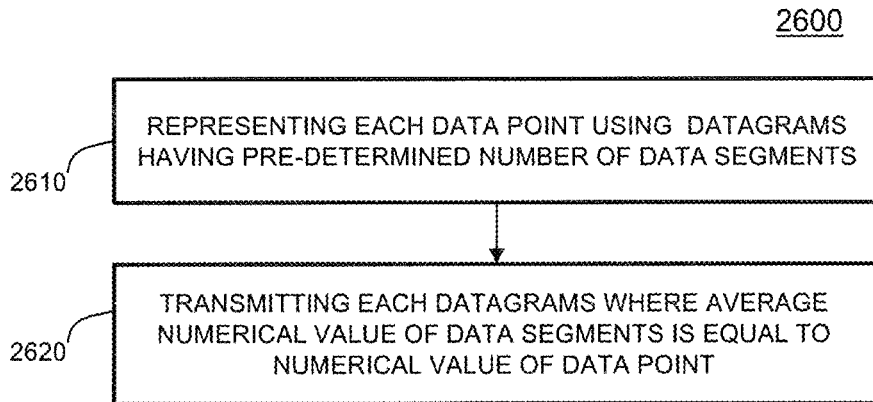 2600
REPRESENTING EACH DATA POINT USING DATAGRAMS
HAVING PRE-DETERMINED NUMBER OF DATA SEGMENTS
2610
TRANSMITTING EACH DATAGRAMS WHERE AVERAGE
NUMERICAL VALUE OF DATA SEGMENTS IS EQUAL TO
NUMERICAL VALUE OF DATA POINT
2620